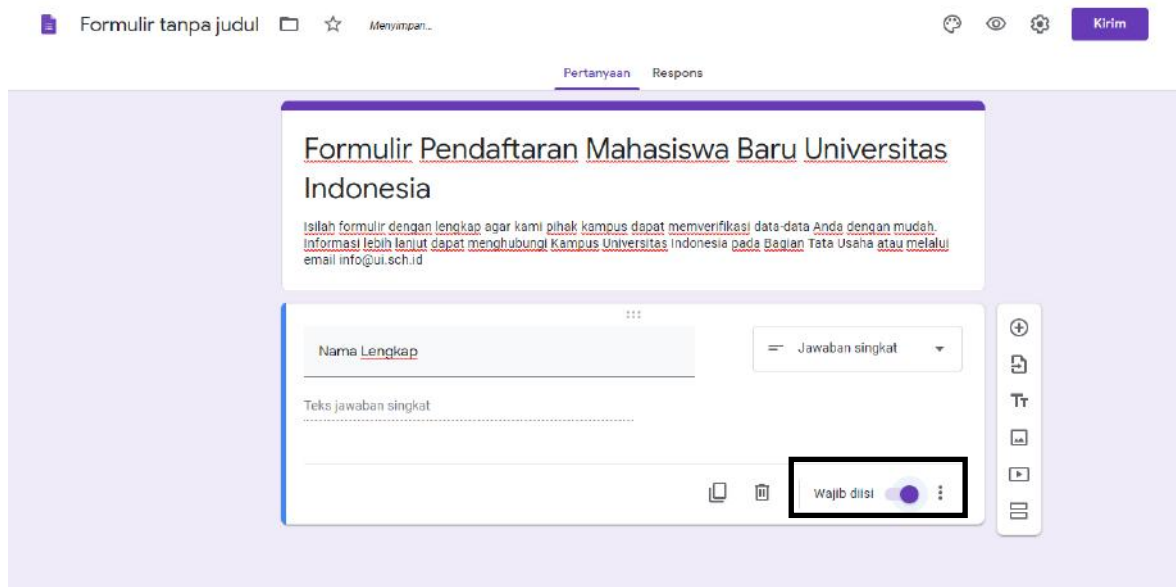 Formulir tanpa judul
Menyimpan...
Kirim
Pertanyaan Respons
Formulir Pendaftaran Mahasiswa Baru Universitas
Indonesia
Isilah formulir dengan lengkap agar kami pihak kampus dapat memverifikasi data-data Anda dengan mudah.
Informasi lebih lanjut dapat menghubungi Kampus Universitas Indonesia pada Bagian Tata Usaha atau melalui
email info@ui.sch.id
Nama Lengkap
Jawaban singkat
Teks jawaban singkat
Wajib diisi
Tт